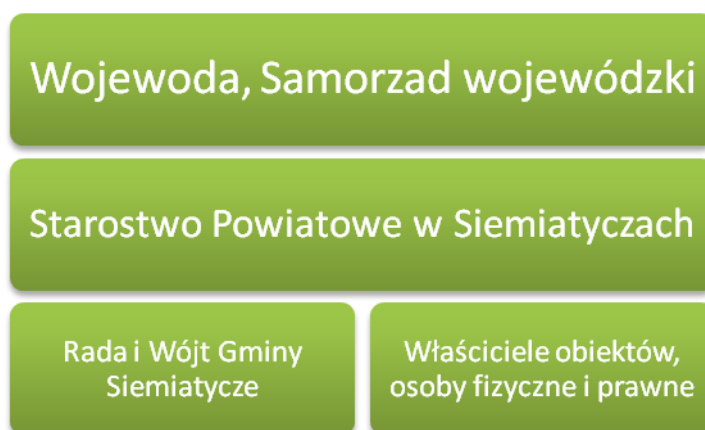 Wojewoda, Samorzad wojewódzki
Starostwo Powiatowe w Siemiatyczach
Rada i Wójt Gminy
Siemiatycze
Właściciele obiektów,
osoby fizyczne i prawne